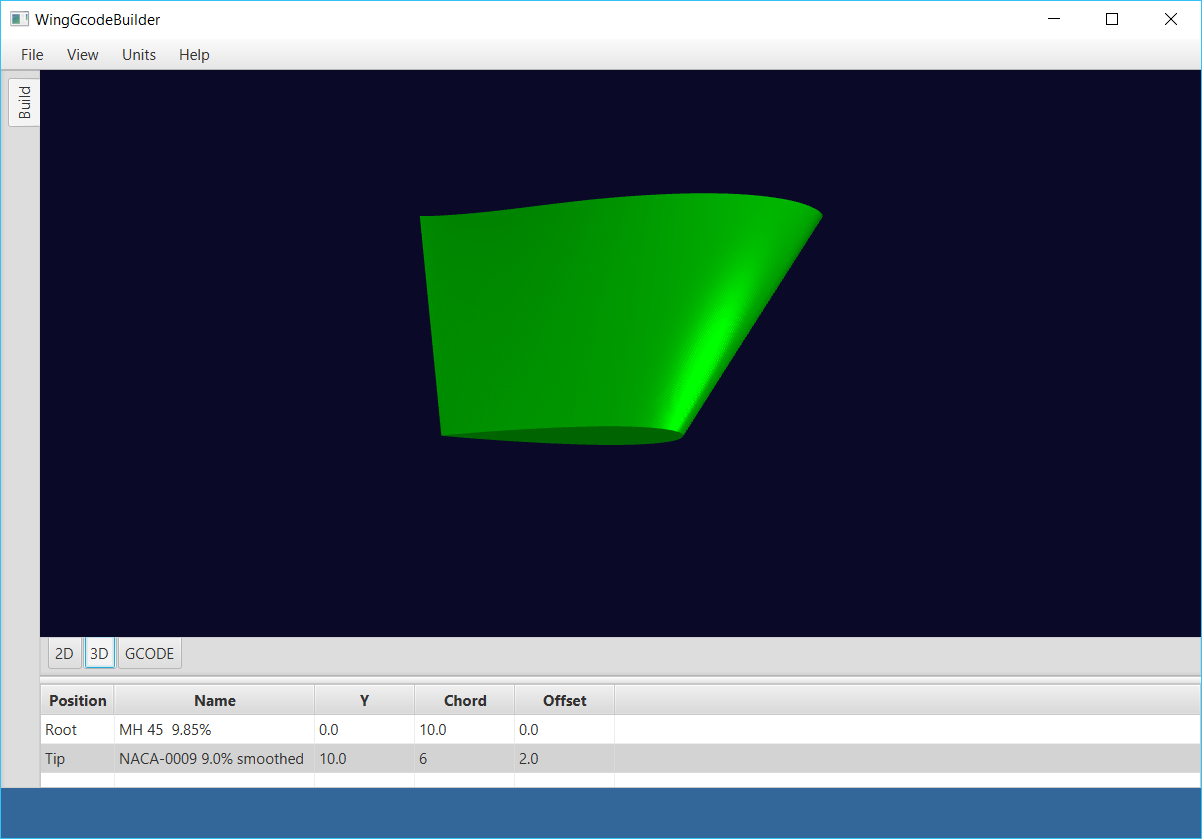 WingGcodeBuilder
File View Units Help
Build
2D 3D GCODE
Position Name Y Chord Offset
Root MH 45  9.85% 0.0 10.0 0.0
Tip NACA-0009 9.0% smoothed 10.0 6 2.0